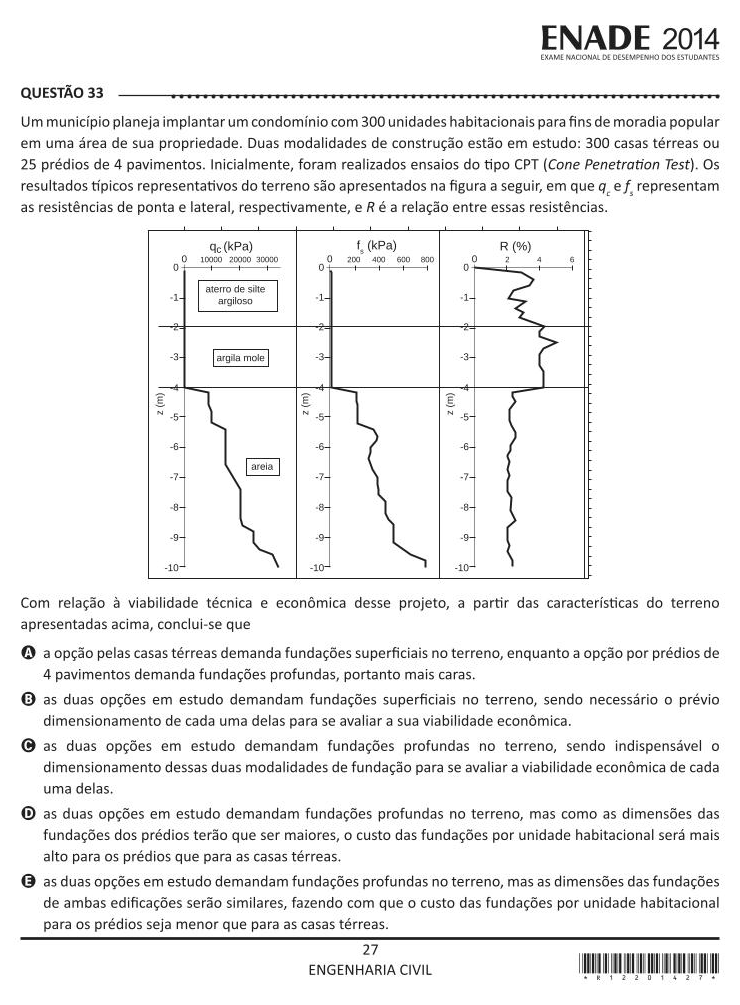 ENADE 2014
EXAME NACIONAL DE DESEMPENHO DOS ESTUDANTES
QUESTÃO 33
Um município planeja implantar um condomínio com 300 unidades habitacionais para fins de moradia popular
em uma área de sua propriedade. Duas modalidades de construção estão em estudo: 300 casas térreas ou
25 prédios de 4 pavimentos. Inicialmente, foram realizados ensaios do tipo CPT (Cone Penetration Test). Os
resultados típicos representativos do terreno são apresentados na figura a seguir, em que qc e fs representam
as resistências de ponta e lateral, respectivamente, e R é a relação entre essas resistências.
qc (kPa) fs (kPa) R (%)
0 10000 20000 30000 0 200 400 600 800 0 2 4 6
0 0 0
aterro de silte
argiloso
-1 -1 -1
-2 -2 -2
-3 argila mole -3 -3
-4 -4 -4
z (m) z (m) z (m)
-5 -5 -5
-6 -6 -6
areia
-7 -7 -7
-8 -8 -8
-9 -9 -9
-10 -10 -10
Com relação à viabilidade técnica e econômica desse projeto, a partir das características do terreno
apresentadas acima, conclui-se que
A a opção pelas casas térreas demanda fundações superficiais no terreno, enquanto a opção por prédios de
4 pavimentos demanda fundações profundas, portanto mais caras.
B as duas opções em estudo demandam fundações superficiais no terreno, sendo necessário o prévio
dimensionamento de cada uma delas para se avaliar a sua viabilidade econômica.
C as duas opções em estudo demandam fundações profundas no terreno, sendo indispensável o
dimensionamento dessas duas modalidades de fundação para se avaliar a viabilidade econômica de cada
uma delas.
D as duas opções em estudo demandam fundações profundas no terreno, mas como as dimensões das
fundações dos prédios terão que ser maiores, o custo das fundações por unidade habitacional será mais
alto para os prédios que para as casas térreas.
E as duas opções em estudo demandam fundações profundas no terreno, mas as dimensões das fundações
de ambas edificações serão similares, fazendo com que o custo das fundações por unidade habitacional
para os prédios seja menor que para as casas térreas.
27
ENGENHARIA CIVIL
*R1220142​7*